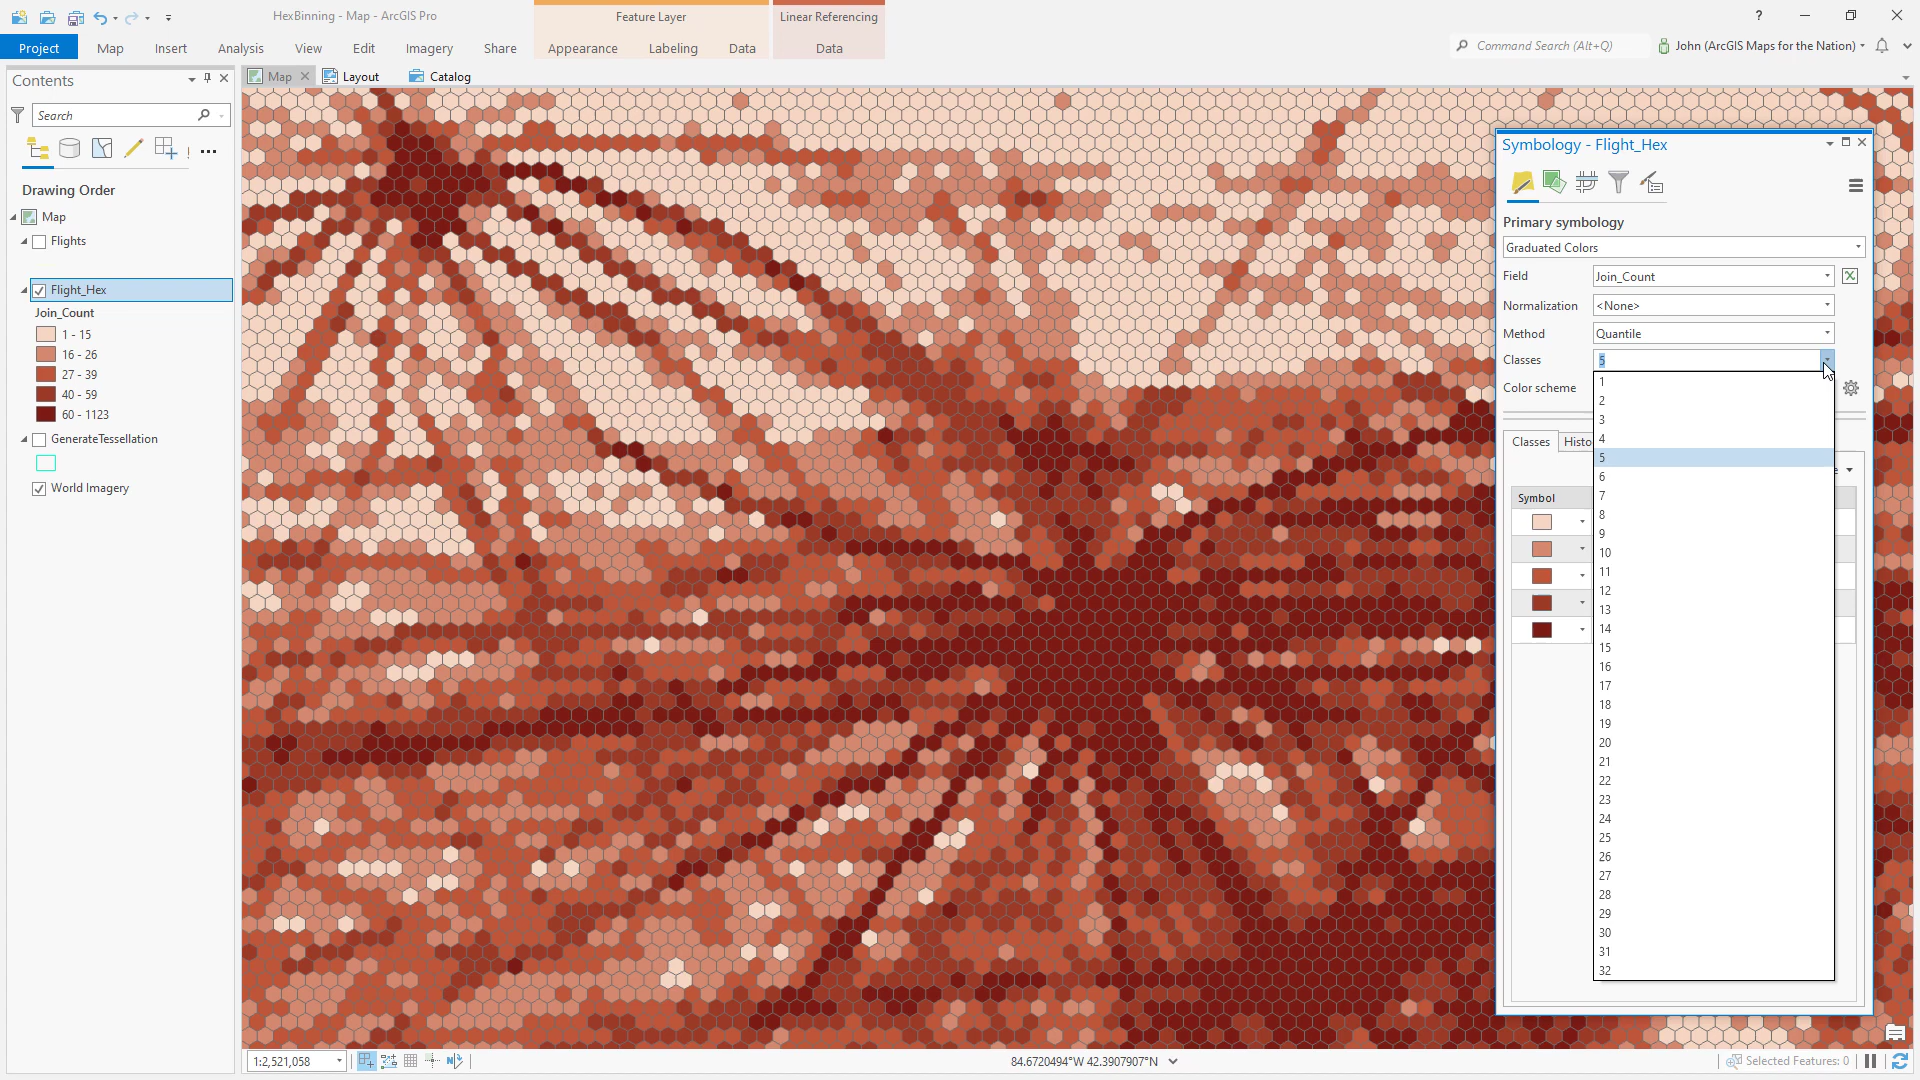 HexBinning - Map - ArcGIS Pro
Feature Layer
Linear Referencing
?
Project
Map
Insert
Analysis
View
Edit
Imagery
Share
Appearance
Labeling
Data
Data
Command Search (Alt+Q)
John (ArcGIS Maps for the Nation)
Contents
Map
Layout
Catalog
Search
Drawing Order
Map
Flights
Flight_Hex
Join_Count
1 - 15
16 - 26
27 - 39
40 - 59
60 - 1123
GenerateTessellation
World Imagery
Symbology - Flight_Hex
Primary symbology
Graduated Colors
Field
Join_Count
Normalization
<None>
Method
Quantile
Classes
5
Color scheme
1
2
3
4
5
6
7
8
9
10
11
12
13
14
15
16
17
18
19
20
21
22
23
24
25
26
27
28
29
30
31
32
Classes
Symbol
1:2,521,058
84.6720494°W 42.3907907°N
Selected Features: 0